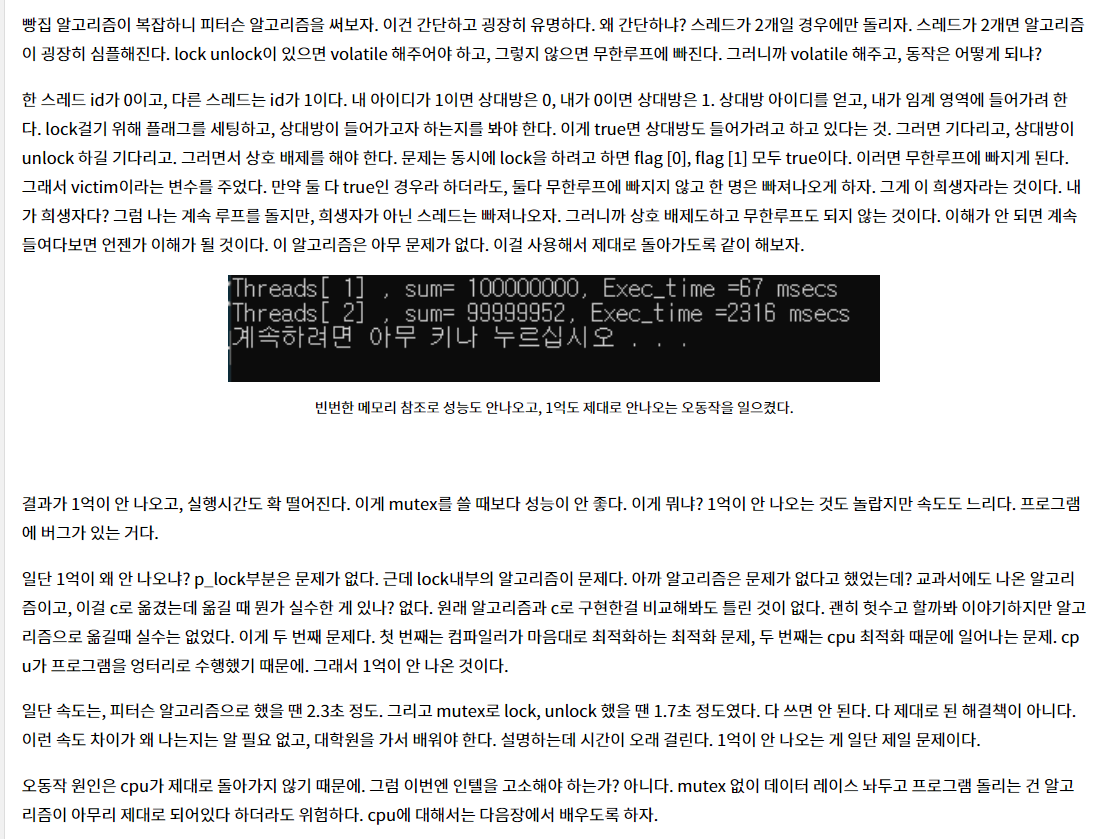 빵집 알고리즘이 복잡하니 피터슨 알고리즘을 써보자. 이건 간단하고 굉장히 유명하다. 왜 간단하냐? 스레드가 2개일 경우에만 돌리자. 스레드가 2개면 알고리즘
이 굉장히 심플해진다. lock unlock이 있으면 volatile 해주어야 하고, 그렇지 않으면 무한루프에 빠진다. 그러니까 volatile 해주고, 동작은 어떻게 되냐?
한 스레드 id가 0이고, 다른 스레드는 id가 1이다. 내 아이디가 1이면 상대방은 0, 내가 0이면 상대방은 1. 상대방 아이디를 얻고, 내가 임계 영역에 들어가려 한
다. lock걸기 위해 플래그를 세팅하고, 상대방이 들어가고자 하는지를 봐야 한다. 이게 true면 상대방도 들어가려고 하고 있다는 것. 그러면 기다리고, 상대방이
unlock 하길 기다리고. 그러면서 상호 배제를 해야 한다. 문제는 동시에 lock을 하려고 하면 flag [0], flag [1] 모두 true이다. 이러면 무한루프에 빠지게 된다.
그래서 victim이라는 변수를 주었다. 만약 둘 다 true인 경우라 하더라도, 둘다 무한루프에 빠지지 않고 한 명은 빠져나오게 하자. 그게 이 희생자라는 것이다. 내
가 희생자다? 그럼 나는 계속 루프를 돌지만, 희생자가 아닌 스레드는 빠져나오자. 그러니까 상호 배제도하고 무한루프도 되지 않는 것이다. 이해가 안 되면 계속
들여다보면 언젠가 이해가 될 것이다. 이 알고리즘은 아무 문제가 없다. 이걸 사용해서 제대로 돌아가도록 같이 해보자.
Threads[ 1] , sum= 100000000, Exec_time =67 msecs
Threads[ 2] , sum= 99999952, Exec_time =2316 msecs
계속하려면 아무 키나 누르십시오 . . .
빈번한 메모리 참조로 성능도 안나오고, 1억도 제대로 안나오는 오동작을 일으켰다.
결과가 1억이 안 나오고, 실행시간도 확 떨어진다. 이게 mutex를 쓸 때보다 성능이 안 좋다. 이게 뭐냐? 1억이 안 나오는 것도 놀랍지만 속도도 느리다. 프로그램
에 버그가 있는 거다.
일단 1억이 왜 안 나오냐? p_lock부분은 문제가 없다. 근데 lock내부의 알고리즘이 문제다. 아까 알고리즘은 문제가 없다고 했었는데? 교과서에도 나온 알고리
즘이고, 이걸 c로 옮겼는데 옮길 때 뭔가 실수한 게 있나? 없다. 원래 알고리즘과 c로 구현한걸 비교해봐도 틀린 것이 없다. 괜히 헛수고 할까봐 이야기하지만 알고
리즘으로 옮길때 실수는 없었다. 이게 두 번째 문제다. 첫 번째는 컴파일러가 마음대로 최적화하는 최적화 문제, 두 번째는 cpu 최적화 때문에 일어나는 문제. cp
u가 프로그램을 엉터리로 수행했기 때문에. 그래서 1억이 안 나온 것이다.
일단 속도는, 피터슨 알고리즘으로 했을 땐 2.3초 정도. 그리고 mutex로 lock, unlock 했을 땐 1.7초 정도였다. 다 쓰면 안 된다. 다 제대로 된 해결책이 아니다.
이런 속도 차이가 왜 나는지는 알 필요 없고, 대학원을 가서 배워야 한다. 설명하는데 시간이 오래 걸린다. 1억이 안 나오는 게 일단 제일 문제이다.
오동작 원인은 cpu가 제대로 돌아가지 않기 때문에. 그럼 이번엔 인텔을 고소해야 하는가? 아니다. mutex 없이 데이터 레이스 놔두고 프로그램 돌리는 건 알고
리즘이 아무리 제대로 되어있다 하더라도 위험하다. cpu에 대해서는 다음장에서 배우도록 하자.